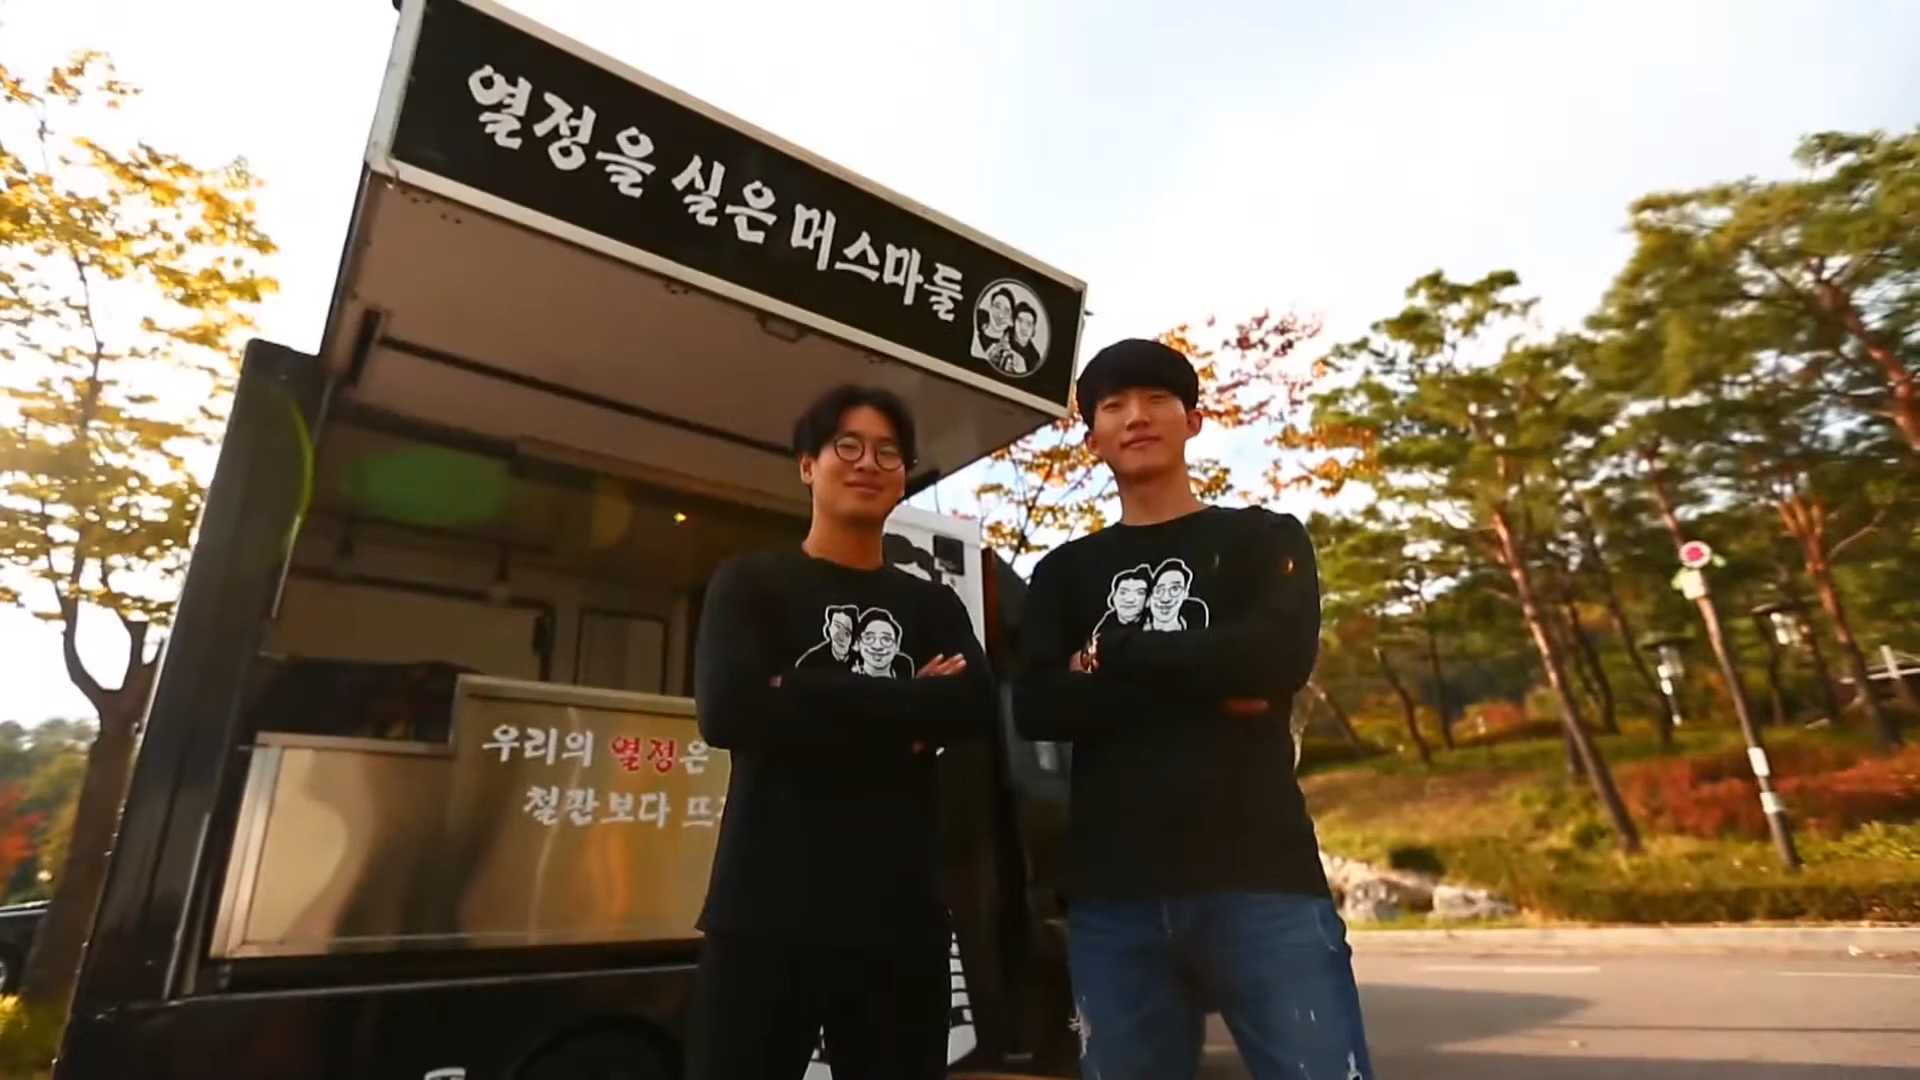 열정을 실은 머스마들
우리의 열정은
철판보다 뜨